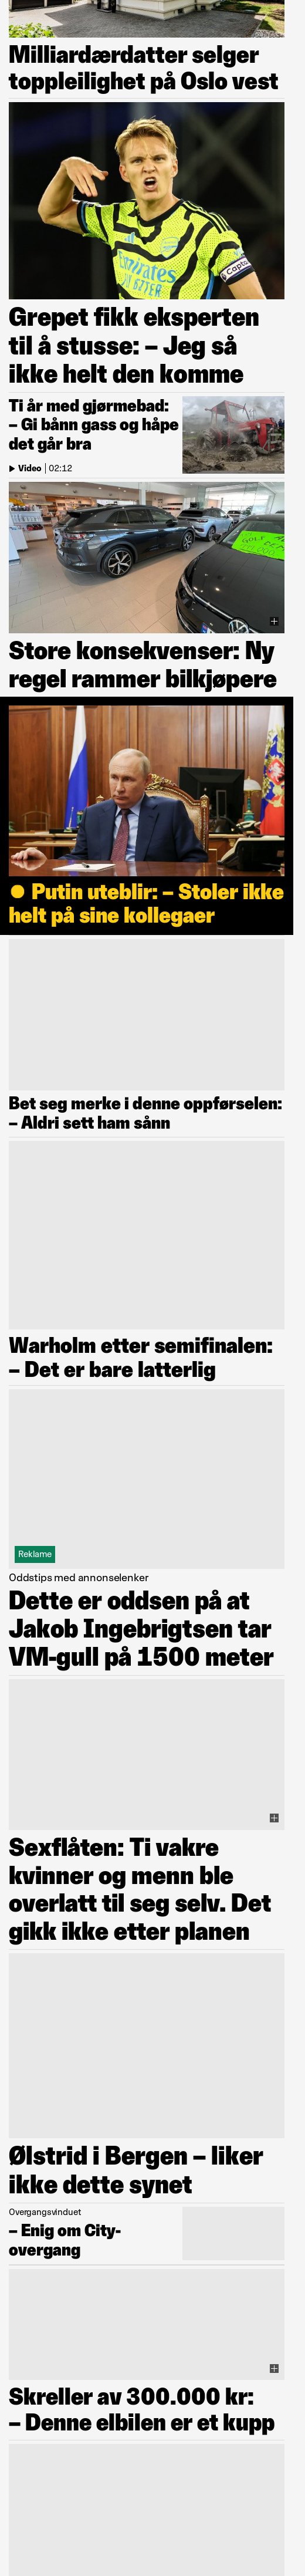 Milliardærdatter selger
toppleilighet på Oslo vest
Emirates
Capta
Grepet fikk eksperten
til å stusse: – Jeg så
ikke helt den komme
Ti år med gjørmebad:
– Gi bånn gass og håpe
det går bra
Video | 02:12
Store konsekvenser: Ny
regel rammer bilkjøpere
Putin uteblir: – Stoler ikke
helt på sine kollegaer
Bet seg merke i denne oppførselen:
– Aldri sett ham sånn
Warholm etter semifinalen:
– Det er bare latterlig
Reklame
Oddstips med annonselenker
Dette er oddsen på at
Jakob Ingebrigtsen tar
VM-gull på 1500 meter
Sexflåten: Ti vakre
kvinner og menn ble
overlatt til seg selv. Det
gikk ikke etter planen
Ølstrid i Bergen – liker
ikke dette synet
Overgangsvinduet
– Enig om City-
overgang
Skreller av 300.000 kr:
– Denne elbilen er et kupp